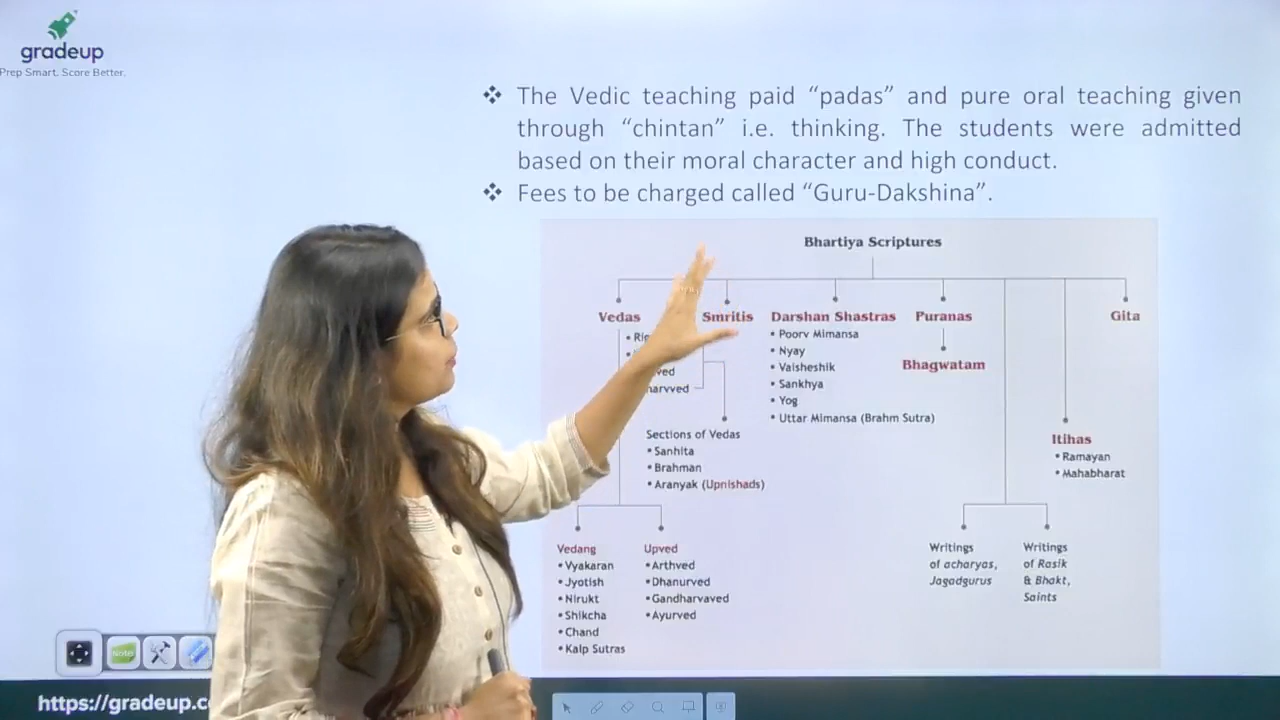 gradeup
Prep Smart. Score Better.
❖ The Vedic teaching paid “padas” and pure oral teaching given
through “chintan” i.e. thinking. The students were admitted
based on their moral character and high conduct.
❖ Fees to be charged called “Guru-Dakshina”.
Bhartiya Scriptures
Vedas
Smritis
Darshan Shastras
• Poorv Mimansa
• Nyay
• Vaisheshik
• Sankhya
• Yog
• Uttar Mimansa (Brahm Sutra)
Puranas
Bhagwatam
Gita
Itihas
• Ramayan
• Mahabharat
Sections of Vedas
• Sanhita
• Brahman
• Aranyak (Upnishads)
Vedang
• Vyakaran
• Jyotish
• Nirukt
• Shikcha
• Chand
• Kalp Sutras
Upved
• Arthved
• Dhanurved
• Gandharvaved
• Ayurved
Writings
of acharyas,
Jagadgurus
Writings
of Rasik
& Bhakt,
Saints
Notes
https://gradeup.c